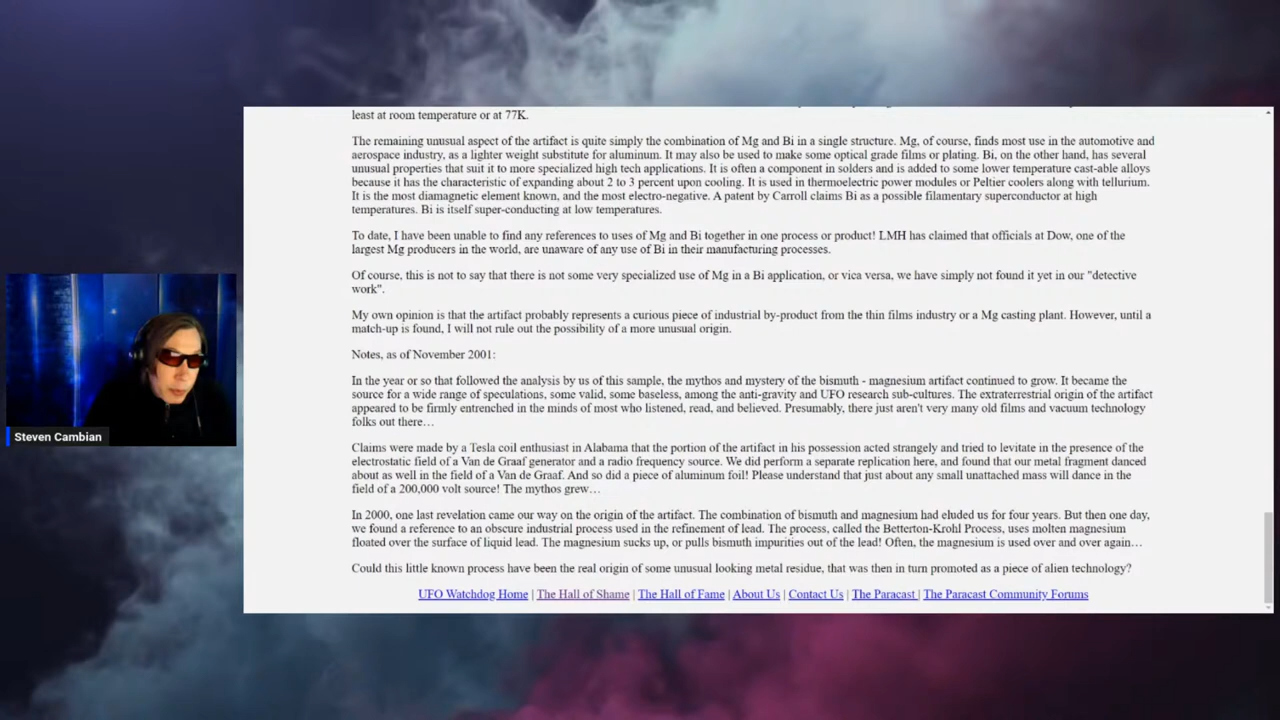 least at room temperature or at 77K.
The remaining unusual aspect of the artifact is quite simply the combination of Mg and Bi in a single structure. Mg, of course, finds most use in the automotive and
aerospace industry, as a lighter weight substitute for aluminum. It may also be used to make some optical grade films or plating. Bi, on the other hand, has several
unusual properties that suit it to more specialized high tech applications. It is often a component in solders and is added to some lower temperature cast-able alloys
because it has the characteristic of expanding about 2 to 3 percent upon cooling. It is used in thermoelectric power modules or Peltier coolers along with tellurium.
It is the most diamagnetic element known, and the most electro-negative. A patent by Carroll claims Bi as a possible filamentary superconductor at high
temperatures. Bi is itself super-conducting at low temperatures.
To date, I have been unable to find any references to uses of Mg and Bi together in one process or product! LMH has claimed that officials at Dow, one of the
largest Mg producers in the world, are unaware of any use of Bi in their manufacturing processes.
Of course, this is not to say that there is not some very specialized use of Mg in a Bi application, or vica versa, we have simply not found it yet in our "detective
work".
My own opinion is that the artifact probably represents a curious piece of industrial by-product from the thin films industry or a Mg casting plant. However, until a
match-up is found, I will not rule out the possibility of a more unusual origin.
Notes, as of November 2001:
In the year or so that followed the analysis by us of this sample, the mythos and mystery of the bismuth - magnesium artifact continued to grow. It became the
source for a wide range of speculations, some valid, some baseless, among the anti-gravity and UFO research sub-cultures. The extraterrestrial origin of the artifact
appeared to be firmly entrenched in the minds of most who listened, read, and believed. Presumably, there just aren't very many old films and vacuum technology
folks out there…
Claims were made by a Tesla coil enthusiast in Alabama that the portion of the artifact in his possession acted strangely and tried to levitate in the presence of the
electrostatic field of a Van de Graaf generator and a radio frequency source. We did perform a separate replication here, and found that our metal fragment danced
about as well in the field of a Van de Graaf. And so did a piece of aluminum foil! Please understand that just about any small unattached mass will dance in the
field of a 200,000 volt source! The mythos grew…
In 2000, one last revelation came our way on the origin of the artifact. The combination of bismuth and magnesium had eluded us for four years. But then one day,
we found a reference to an obscure industrial process used in the refinement of lead. The process, called the Betterton-Krohl Process, uses molten magnesium
floated over the surface of liquid lead. The magnesium sucks up, or pulls bismuth impurities out of the lead! Often, the magnesium is used over and over again…
Could this little known process have been the real origin of some unusual looking metal residue, that was then in turn promoted as a piece of alien technology?
UFO Watchdog Home | The Hall of Shame | The Hall of Fame | About Us | Contact Us | The Paracast | The Paracast Community Forums
Steven Cambian